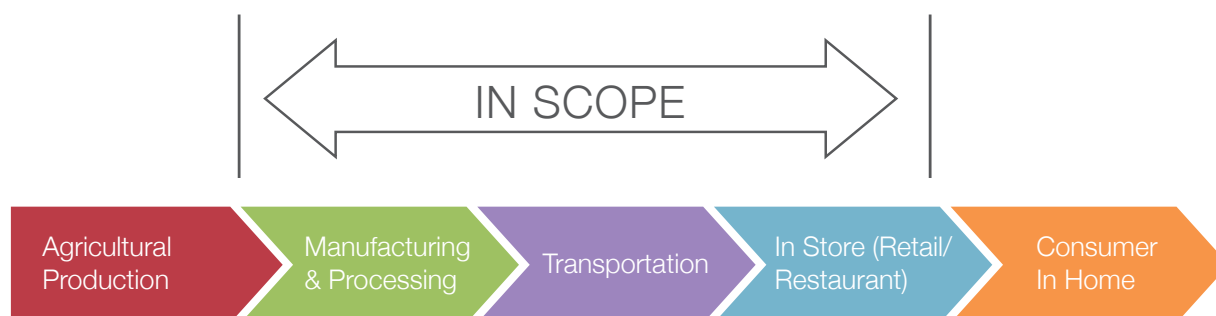 IN SCOPE
Agricultural
Production
Manufacturing
& Processing
Transportation
In Store (Retail/
Restaurant)
Consumer
In Home